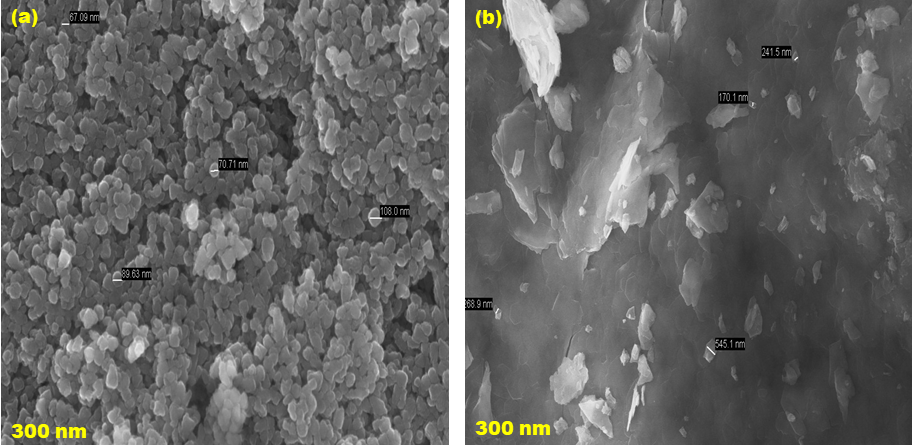 (a)
67.09 nm
70.71 nm
108.0 nm
89.63 nm
300 nm
(b)
241.5 nm
170.1 nm
268.9 nm
545.1 nm
300 nm